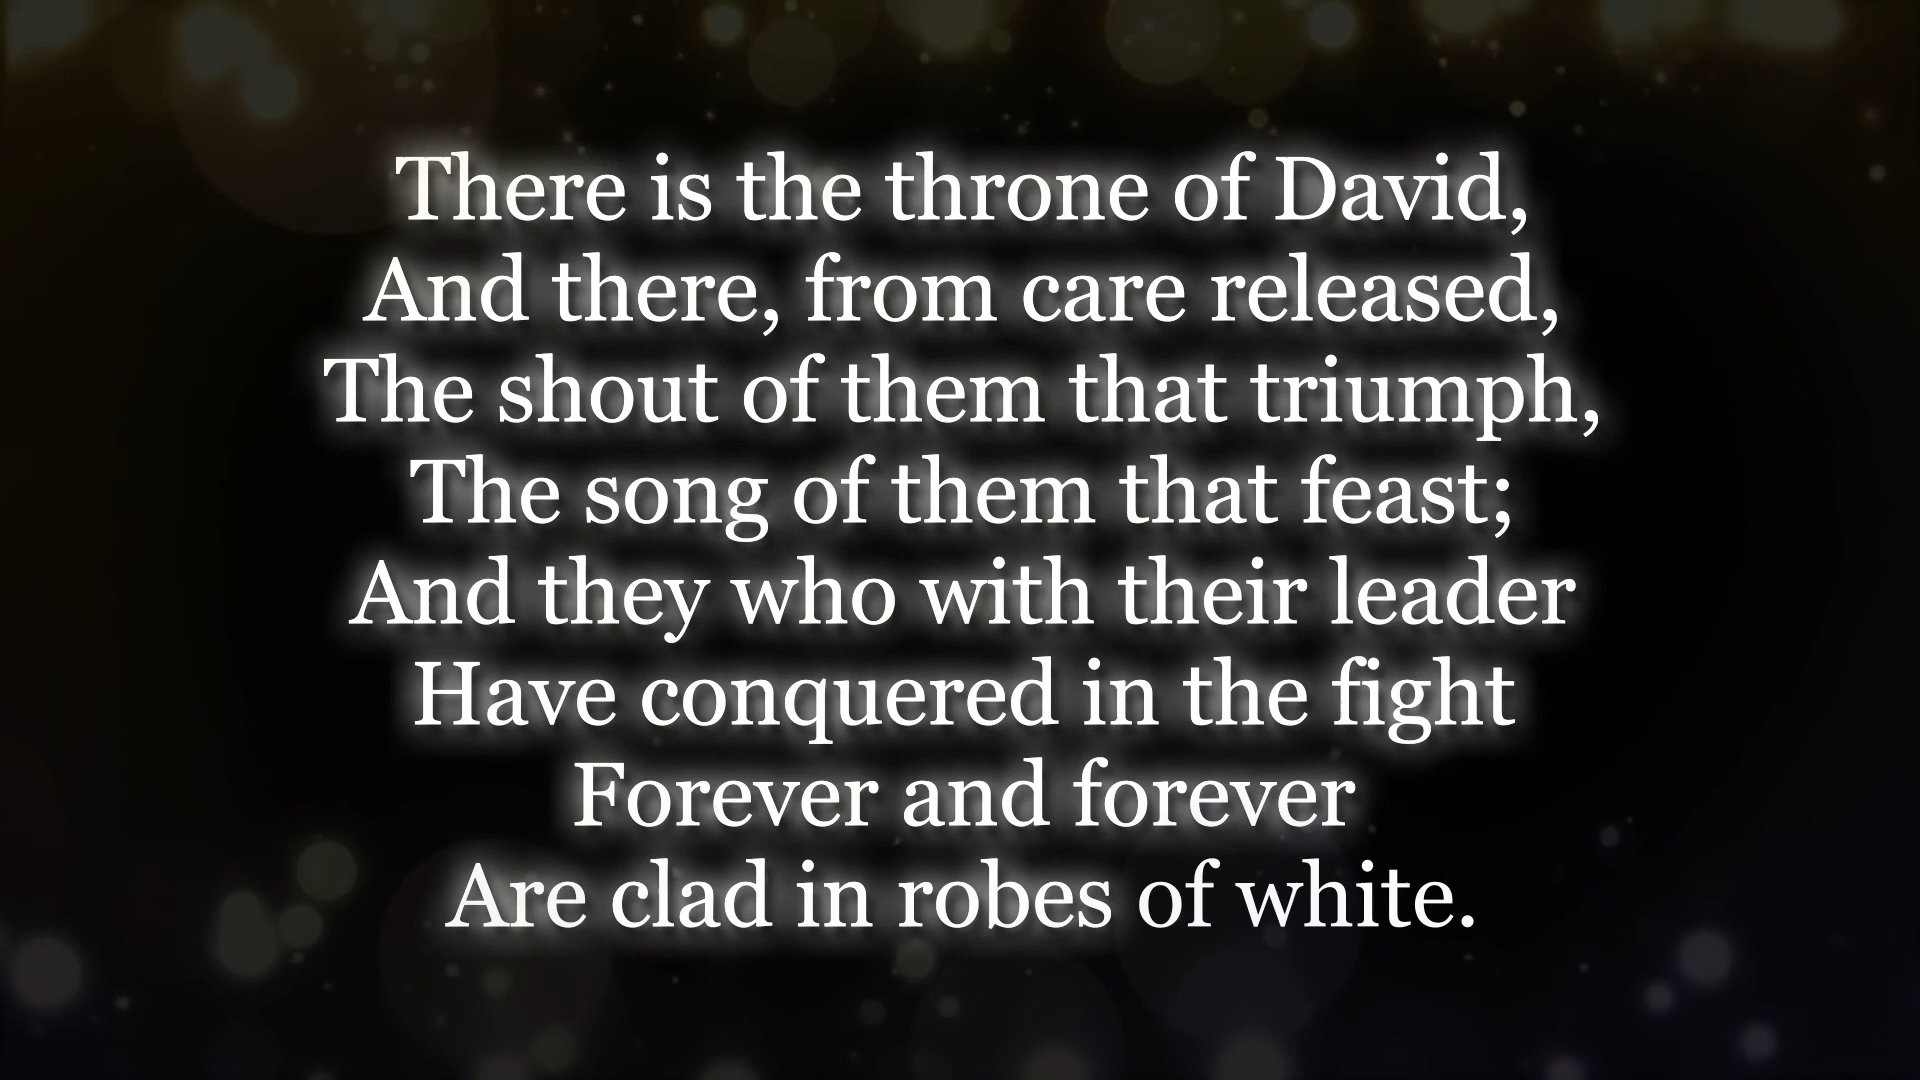 There is the throne of David,
And there, from care released,
The shout of them that triumph,
The song of them that feast;
And they who with their leader
Have conquered in the fight
Forever and forever
Are clad in robes of white.